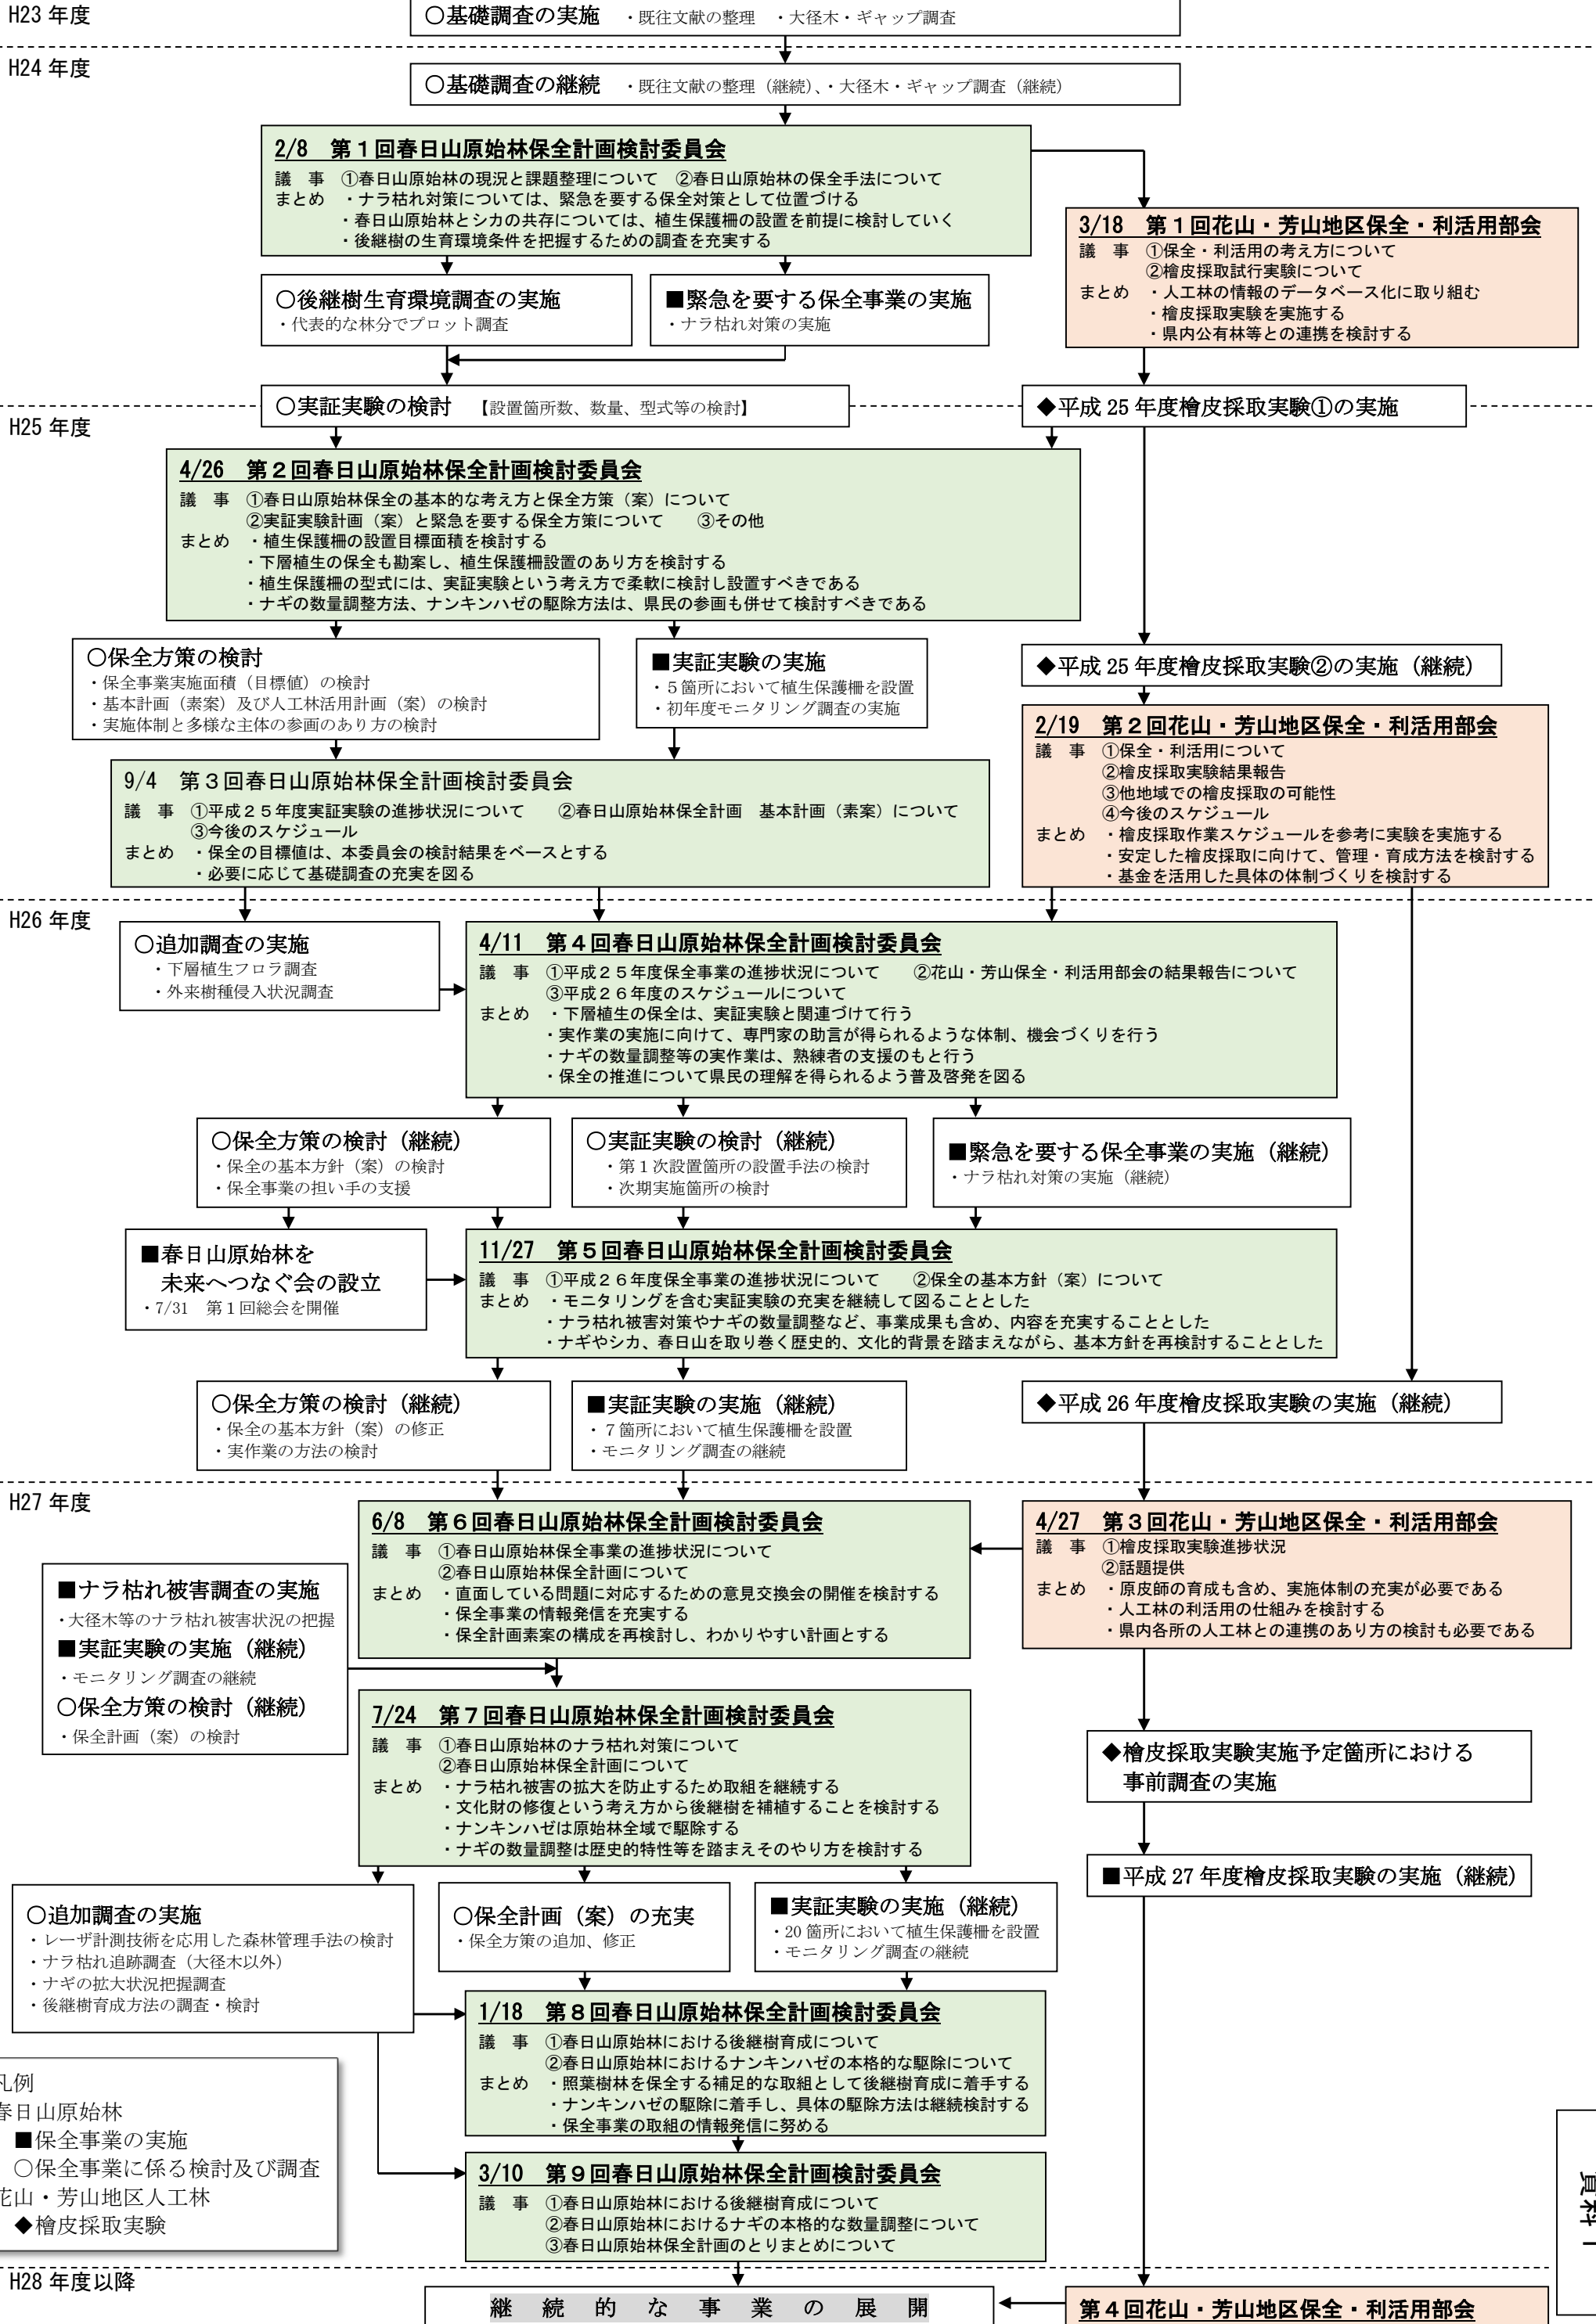 H23 年度
〇基礎調査の実施　・既往文献の整理　・大径木・ギャップ調査
H24 年度
〇基礎調査の継続　・既往文献の整理（継続）、・大径木・ギャップ調査（継続）
2/8　第１回春日山原始林保全計画検討委員会
議　事　①春日山原始林の現況と課題整理について　②春日山原始林の保全手法について
まとめ　・ナラ枯れ対策については、緊急を要する保全対策として位置づける
・春日山原始林とシカの共存については、植生保護柵の設置を前提に検討していく
・後継樹の生育環境条件を把握するための調査を充実する
3/18　第１回花山・芳山地区保全・利活用部会
議　事　①保全・利活用の考え方について
②檜皮採取試行実験について
まとめ　・人工林の情報のデータベース化に取り組む
・檜皮採取実験を実施する
・県内公有林等との連携を検討する
〇後継樹生育環境調査の実施
・代表的な林分でプロット調査
■緊急を要する保全事業の実施
・ナラ枯れ対策の実施
〇実証実験の検討　【設置箇所数、数量、型式等の検討】
◆平成 25 年度檜皮採取実験①の実施
H25 年度
4/26　第２回春日山原始林保全計画検討委員会
議　事　①春日山原始林保全の基本的な考え方と保全方策（案）について
②実証実験計画（案）と緊急を要する保全方策について　　③その他
まとめ　・植生保護柵の設置目標面積を検討する
・下層植生の保全も勘案し、植生保護柵設置のあり方を検討する
・植生保護柵の型式には、実証実験という考え方で柔軟に検討し設置すべきである
・ナギの数量調整方法、ナンキンハゼの駆除方法は、県民の参画も併せて検討すべきである
〇保全方策の検討
・保全事業実施面積（目標値）の検討
・基本計画（素案）及び人工林活用計画（案）の検討
・実施体制と多様な主体の参画のあり方の検討
■実証実験の実施
・５箇所において植生保護柵を設置
・初年度モニタリング調査の実施
◆平成 25 年度檜皮採取実験②の実施（継続）
2/19　第２回花山・芳山地区保全・利活用部会
議　事　①保全・利活用について
②檜皮採取実験結果報告
③他地域での檜皮採取の可能性
④今後のスケジュール
まとめ　・檜皮採取作業スケジュールを参考に実験を実施する
・安定した檜皮採取に向けて、管理・育成方法を検討する
・基金を活用した具体の体制づくりを検討する
9/4　第３回春日山原始林保全計画検討委員会
議　事　①平成２５年度実証実験の進捗状況について　　②春日山原始林保全計画　基本計画（素案）について
③今後のスケジュール
まとめ　・保全の目標値は、本委員会の検討結果をベースとする
・必要に応じて基礎調査の充実を図る
H26 年度
〇追加調査の実施
・下層植生フロラ調査
・外来樹種侵入状況調査
4/11　第４回春日山原始林保全計画検討委員会
議　事　①平成２５年度保全事業の進捗状況について　　②花山・芳山保全・利活用部会の結果報告について
③平成２６年度のスケジュールについて
まとめ　・下層植生の保全は、実証実験と関連づけて行う
・実作業の実施に向けて、専門家の助言が得られるような体制、機会づくりを行う
・ナギの数量調整等の実作業は、熟練者の支援のもと行う
・保全の推進について県民の理解を得られるよう普及啓発を図る
〇保全方策の検討（継続）
・保全の基本方針（案）の検討
・保全事業の担い手の支援
〇実証実験の検討（継続）
・第１次設置箇所の設置手法の検討
・次期実施箇所の検討
■緊急を要する保全事業の実施（継続）
・ナラ枯れ対策の実施（継続）
■春日山原始林を
未来へつなぐ会の設立
・7/31　第１回総会を開催
11/27　第５回春日山原始林保全計画検討委員会
議　事　①平成２６年度保全事業の進捗状況について　　②保全の基本方針（案）について
まとめ　・モニタリングを含む実証実験の充実を継続して図ることとした
・ナラ枯れ被害対策やナギの数量調整など、事業成果も含め、内容を充実することとした
・ナギやシカ、春日山を取り巻く歴史的、文化的背景を踏まえながら、基本方針を再検討することとした
〇保全方策の検討（継続）
・保全の基本方針（案）の修正
・実作業の方法の検討
■実証実験の実施（継続）
・７箇所において植生保護柵を設置
・モニタリング調査の継続
◆平成 26 年度檜皮採取実験の実施（継続）
H27 年度
6/8　第６回春日山原始林保全計画検討委員会
議　事　①春日山原始林保全事業の進捗状況について
②春日山原始林保全計画について
まとめ　・直面している問題に対応するための意見交換会の開催を検討する
・保全事業の情報発信を充実する
・保全計画素案の構成を再検討し、わかりやすい計画とする
4/27　第３回花山・芳山地区保全・利活用部会
議　事　①檜皮採取実験進捗状況
②話題提供
まとめ　・原皮師の育成も含め、実施体制の充実が必要である
・人工林の利活用の仕組みを検討する
・県内各所の人工林との連携のあり方の検討も必要である
■ナラ枯れ被害調査の実施
・大径木等のナラ枯れ被害状況の把握
■実証実験の実施（継続）
・モニタリング調査の継続
〇保全方策の検討（継続）
・保全計画（案）の検討
7/24　第７回春日山原始林保全計画検討委員会
議　事　①春日山原始林のナラ枯れ対策について
②春日山原始林保全計画について
まとめ　・ナラ枯れ被害の拡大を防止するため取組を継続する
・文化財の修復という考え方から後継樹を補植することを検討する
・ナンキンハゼは原始林全域で駆除する
・ナギの数量調整は歴史的特性等を踏まえそのやり方を検討する
◆檜皮採取実験実施予定箇所における
事前調査の実施
■平成 27 年度檜皮採取実験の実施（継続）
〇追加調査の実施
・レーザ計測技術を応用した森林管理手法の検討
・ナラ枯れ追跡調査（大径木以外）
・ナギの拡大状況把握調査
・後継樹育成方法の調査・検討
〇保全計画（案）の充実
・保全方策の追加、修正
■実証実験の実施（継続）
・20 箇所において植生保護柵を設置
・モニタリング調査の継続
1/18　第８回春日山原始林保全計画検討委員会
議　事　①春日山原始林における後継樹育成について
②春日山原始林におけるナンキンハゼの本格的な駆除について
まとめ　・照葉樹林を保全する補足的な取組として後継樹育成に着手する
・ナンキンハゼの駆除に着手し、具体の駆除方法は継続検討する
・保全事業の取組の情報発信に努める
3/10　第９回春日山原始林保全計画検討委員会
議　事　①春日山原始林における後継樹育成について
②春日山原始林におけるナギの本格的な数量調整について
③春日山原始林保全計画のとりまとめについて
凡例
春日山原始林
■保全事業の実施
〇保全事業に係る検討及び調査
花山・芳山地区人工林
◆檜皮採取実験
資料１
H28 年度以降
継　続　的　な　事　業　の　展　開
第４回花山・芳山地区保全・利活用部会